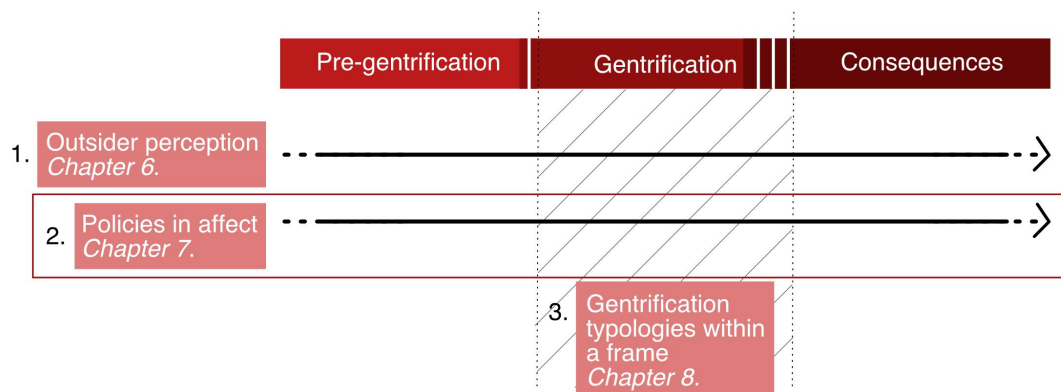 Pre-gentrification Gentrification Consequences
1. Outsider perception
Chapter 6.
2. Policies in affect
Chapter 7.
3. Gentrification
typologies within
a frame
Chapter 8.